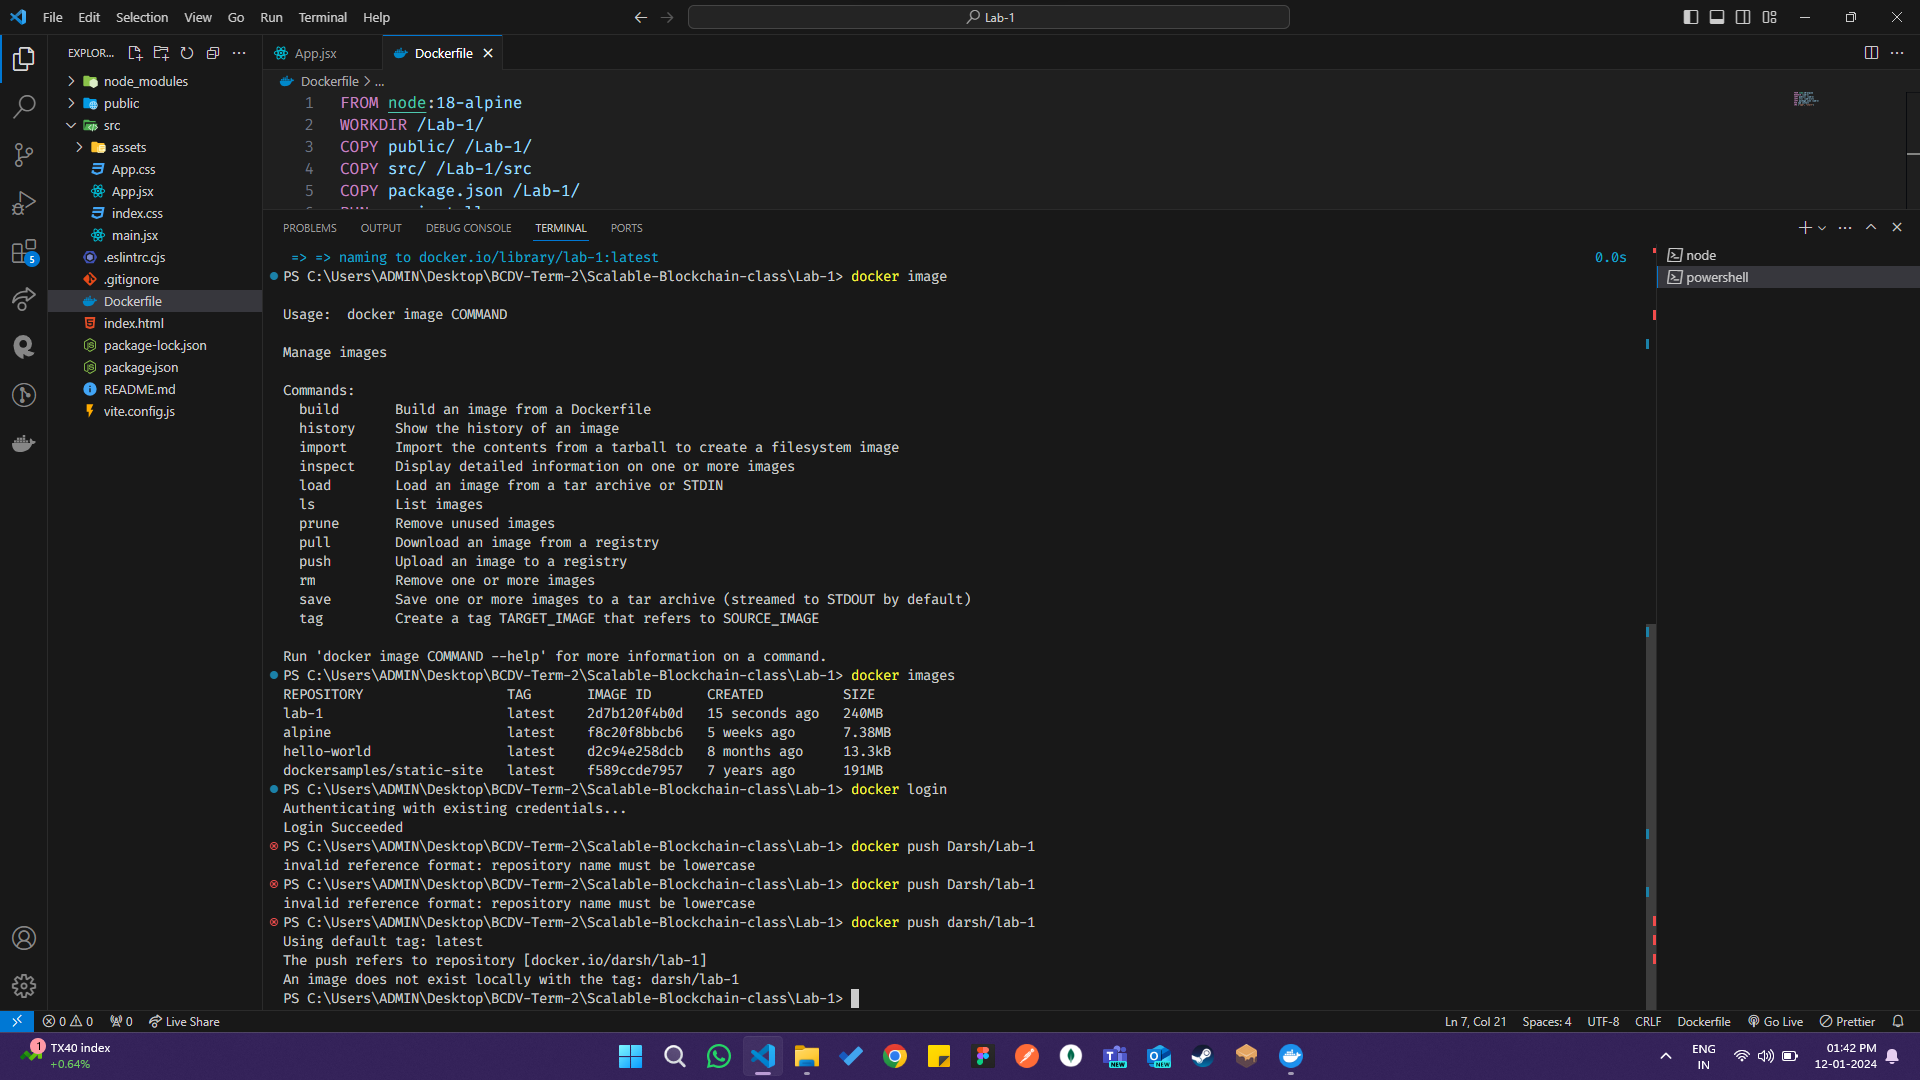 File Edit Selection View Go Run Terminal Help
Lab-1
EXPLOR...
node_modules
public
src
assets
App.css
App.jsx
index.css
main.jsx
.eslintrc.cjs
.gitignore
Dockerfile
index.html
package-lock.json
package.json
README.md
vite.config.js
5
App.jsx
Dockerfile
Dockerfile > ...
1 FROM node:18-alpine
2 WORKDIR /Lab-1/
3 COPY public/ /Lab-1/
4 COPY src/ /Lab-1/src
5 COPY package.json /Lab-1/
PROBLEMS OUTPUT DEBUG CONSOLE TERMINAL PORTS
node
powershell
=> => naming to docker.io/library/lab-1:latest 0.0s
PS C:\Users\ADMIN\Desktop\BCDV-Term-2\Scalable-Blockchain-class\Lab-1> docker image
Usage: docker image COMMAND
Manage images
Commands:
build Build an image from a Dockerfile
history Show the history of an image
import Import the contents from a tarball to create a filesystem image
inspect Display detailed information on one or more images
load Load an image from a tar archive or STDIN
ls List images
prune Remove unused images
pull Download an image from a registry
push Upload an image to a registry
rm Remove one or more images
save Save one or more images to a tar archive (streamed to STDOUT by default)
tag Create a tag TARGET_IMAGE that refers to SOURCE_IMAGE
Run 'docker image COMMAND --help' for more information on a command.
PS C:\Users\ADMIN\Desktop\BCDV-Term-2\Scalable-Blockchain-class\Lab-1> docker images
REPOSITORY TAG IMAGE ID CREATED SIZE
lab-1 latest 2d7b120f4b0d 15 seconds ago 240MB
alpine latest f8c20f8bbcb6 5 weeks ago 7.38MB
hello-world latest d2c94e258dcb 8 months ago 13.3kB
dockersamples/static-site latest f589ccde7957 7 years ago 191MB
PS C:\Users\ADMIN\Desktop\BCDV-Term-2\Scalable-Blockchain-class\Lab-1> docker login
Authenticating with existing credentials...
Login Succeeded
PS C:\Users\ADMIN\Desktop\BCDV-Term-2\Scalable-Blockchain-class\Lab-1> docker push Darsh/Lab-1
invalid reference format: repository name must be lowercase
PS C:\Users\ADMIN\Desktop\BCDV-Term-2\Scalable-Blockchain-class\Lab-1> docker push Darsh/lab-1
invalid reference format: repository name must be lowercase
PS C:\Users\ADMIN\Desktop\BCDV-Term-2\Scalable-Blockchain-class\Lab-1> docker push darsh/lab-1
Using default tag: latest
The push refers to repository [docker.io/darsh/lab-1]
An image does not exist locally with the tag: darsh/lab-1
PS C:\Users\ADMIN\Desktop\BCDV-Term-2\Scalable-Blockchain-class\Lab-1>
0 0 0 Live Share Ln 7, Col 21 Spaces: 4 UTF-8 CRLF Dockerfile Go Live Prettier
1
TX40 index
+0.64%
NEW
NEW
ENG
IN
01:42 PM
12-01-2024